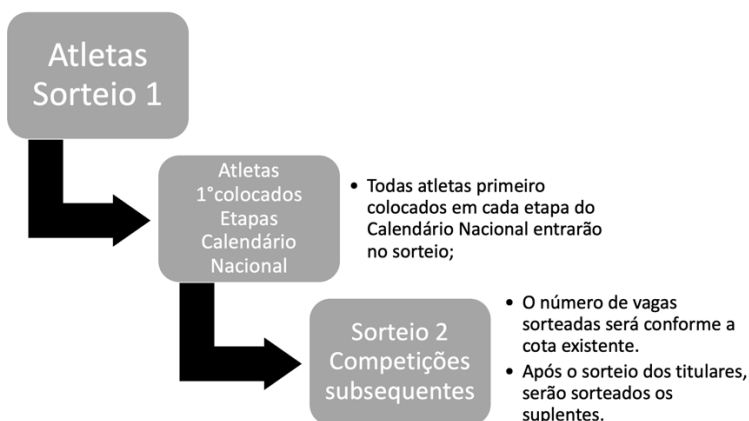 Atletas
Sorteio 1
Atletas
1°colocados
Etapas
Calendário
Nacional
• Todas atletas primeiro
colocados em cada etapa do
Calendário Nacional entrarão
no sorteio;
Sorteio 2
Competições
subsequentes
• O número de vagas
sorteadas será conforme a
cota existente.
• Após o sorteio dos titulares,
serão sorteados os
suplentes.